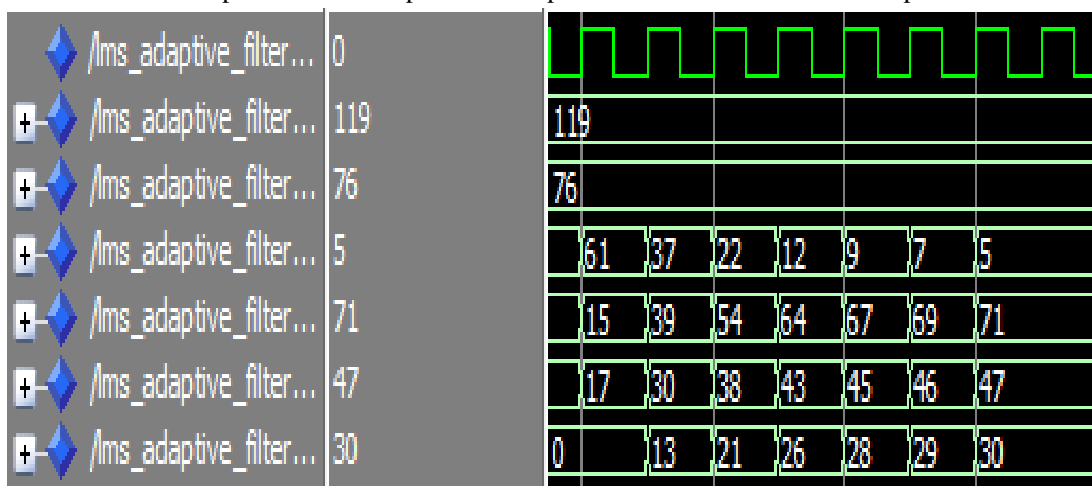 /lms_adaptive_filter... 0
/lms_adaptive_filter... 119 119
/lms_adaptive_filter... 76 76
/lms_adaptive_filter... 5 61 37 22 12 9 7 5
/lms_adaptive_filter... 71 15 39 54 64 67 69 71
/lms_adaptive_filter... 47 17 30 38 43 45 46 47
/lms_adaptive_filter... 30 0 13 21 26 28 29 30